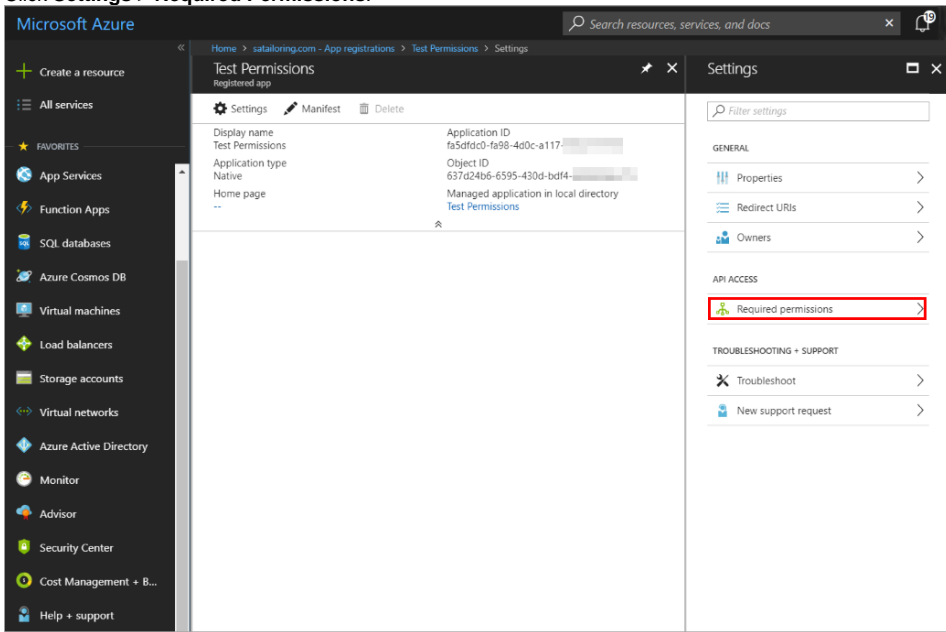 Click Settings > Required Permissions.
Microsoft Azure
Search resources, services, and docs
19
Home > satailoring.com - App registrations > Test Permissions > Settings
Create a resource
All services
FAVORITES
App Services
Function Apps
SQL databases
Azure Cosmos DB
Virtual machines
Load balancers
Storage accounts
Virtual networks
Azure Active Directory
Monitor
Advisor
Security Center
Cost Management + B...
Help + support
Test Permissions
Registered app
Settings
Manifest
Delete
Display name
Test Permissions
Application type
Native
Home page
--
Application ID
fa5dfdc0-fa98-4d0c-a117-
Object ID
637d24b6-6595-430d-bdf4-
Managed application in local directory
Test Permissions
Settings
Filter settings
GENERAL
Properties
Redirect URIs
Owners
API ACCESS
Required permissions
TROUBLESHOOTING + SUPPORT
Troubleshoot
New support request